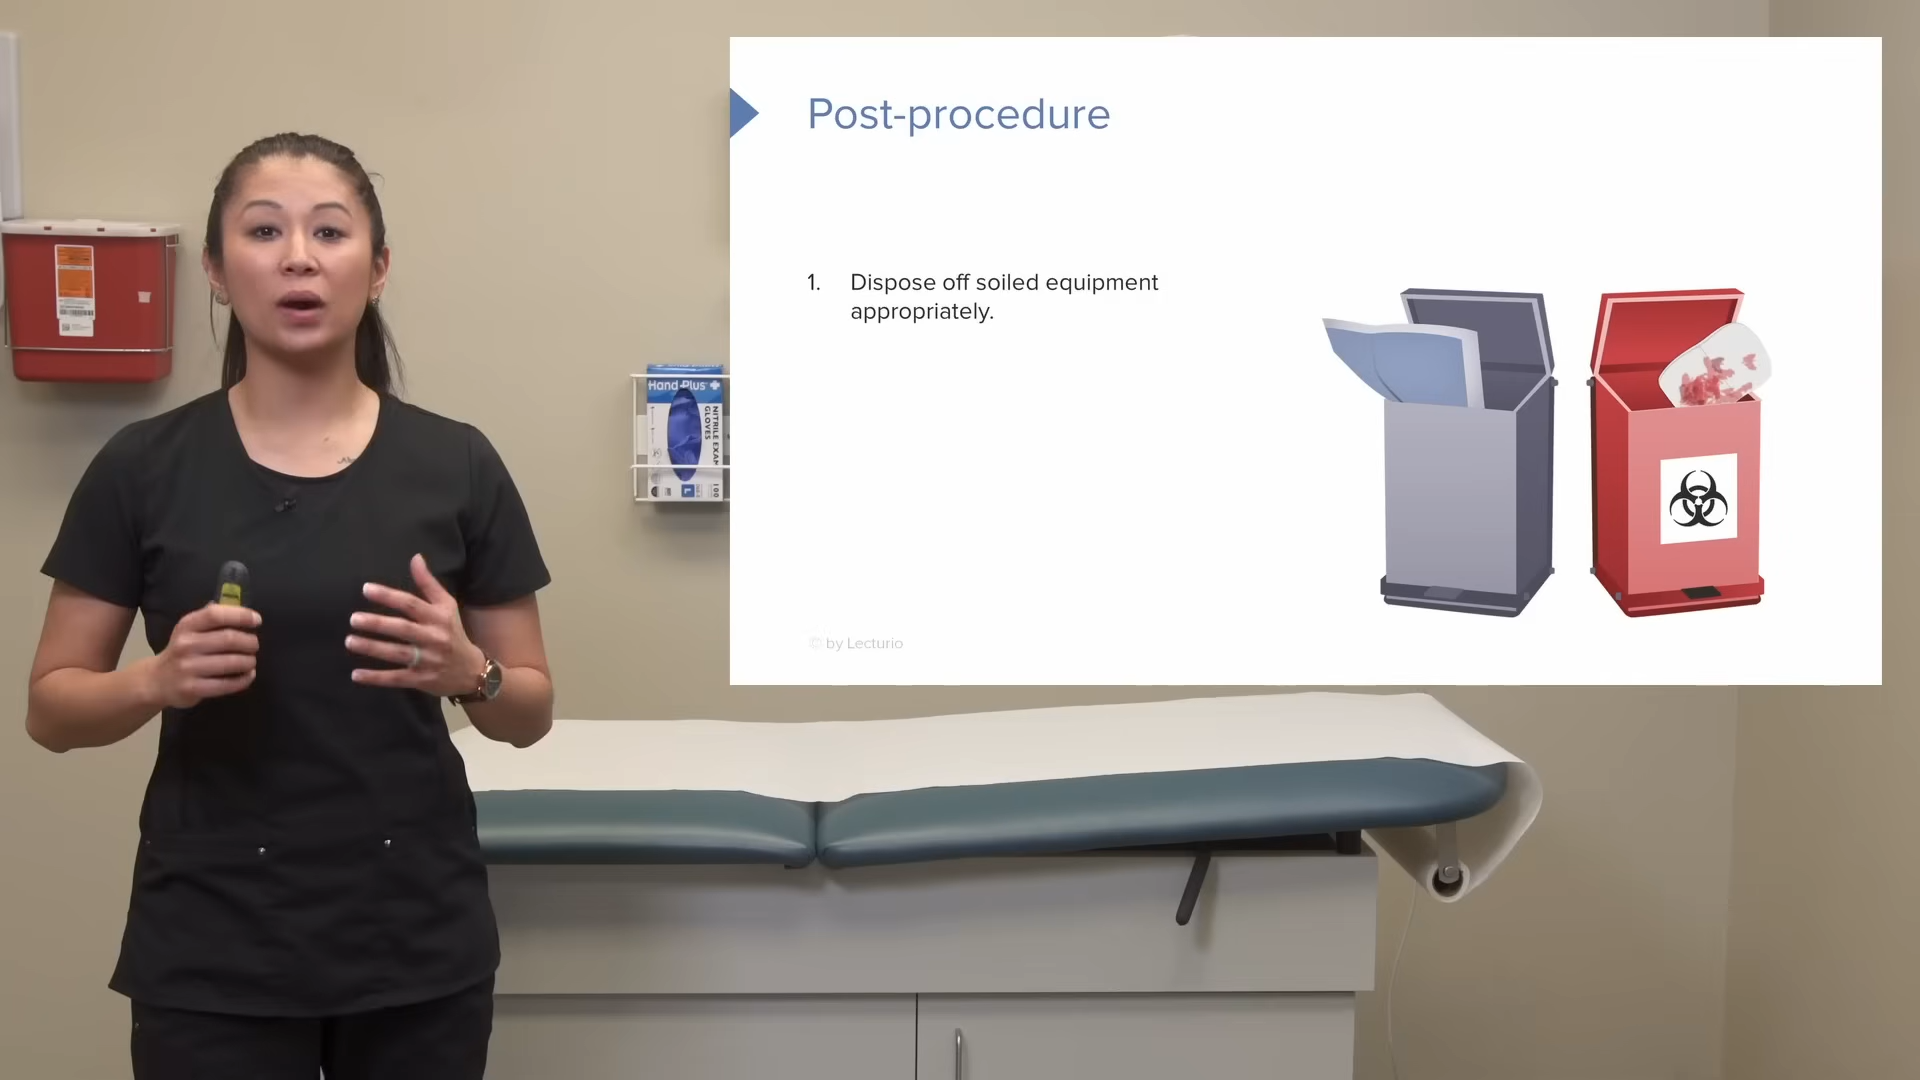 Post-procedure
1. Dispose off soiled equipment
appropriately.
© by Lecturio
Hand Plus
NITRILE EXAM
GLOVES
100
L